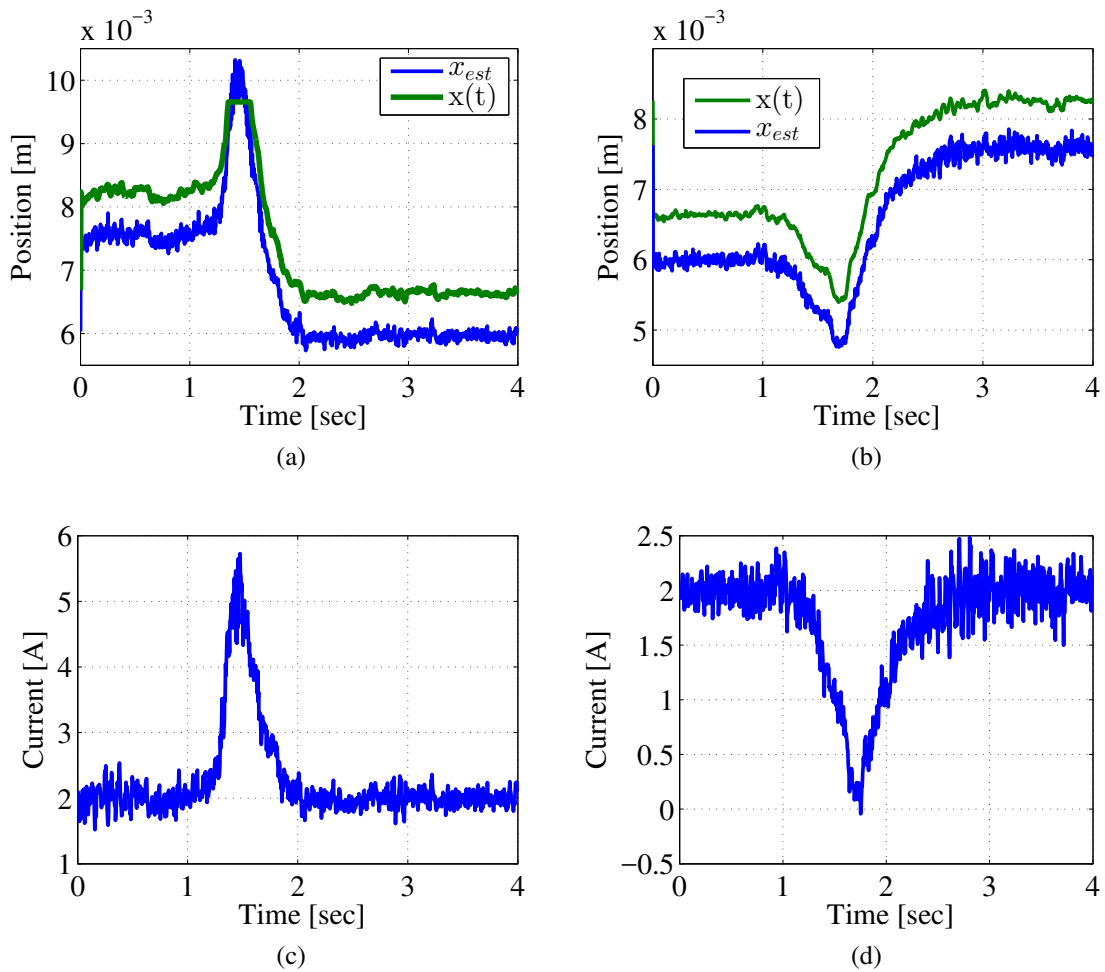 x 10⁻³
10
9
8
7
6
0 1 2 3 4
Position [m]
Time [sec]
x_est
x(t)
(a)
x 10⁻³
8
7
6
5
0 1 2 3 4
Position [m]
Time [sec]
x(t)
x_est
(b)
6
5
4
3
2
1
0 1 2 3 4
Current [A]
Time [sec]
(c)
2.5
2
1.5
1
0.5
0
−0.5
0 1 2 3 4
Current [A]
Time [sec]
(d)